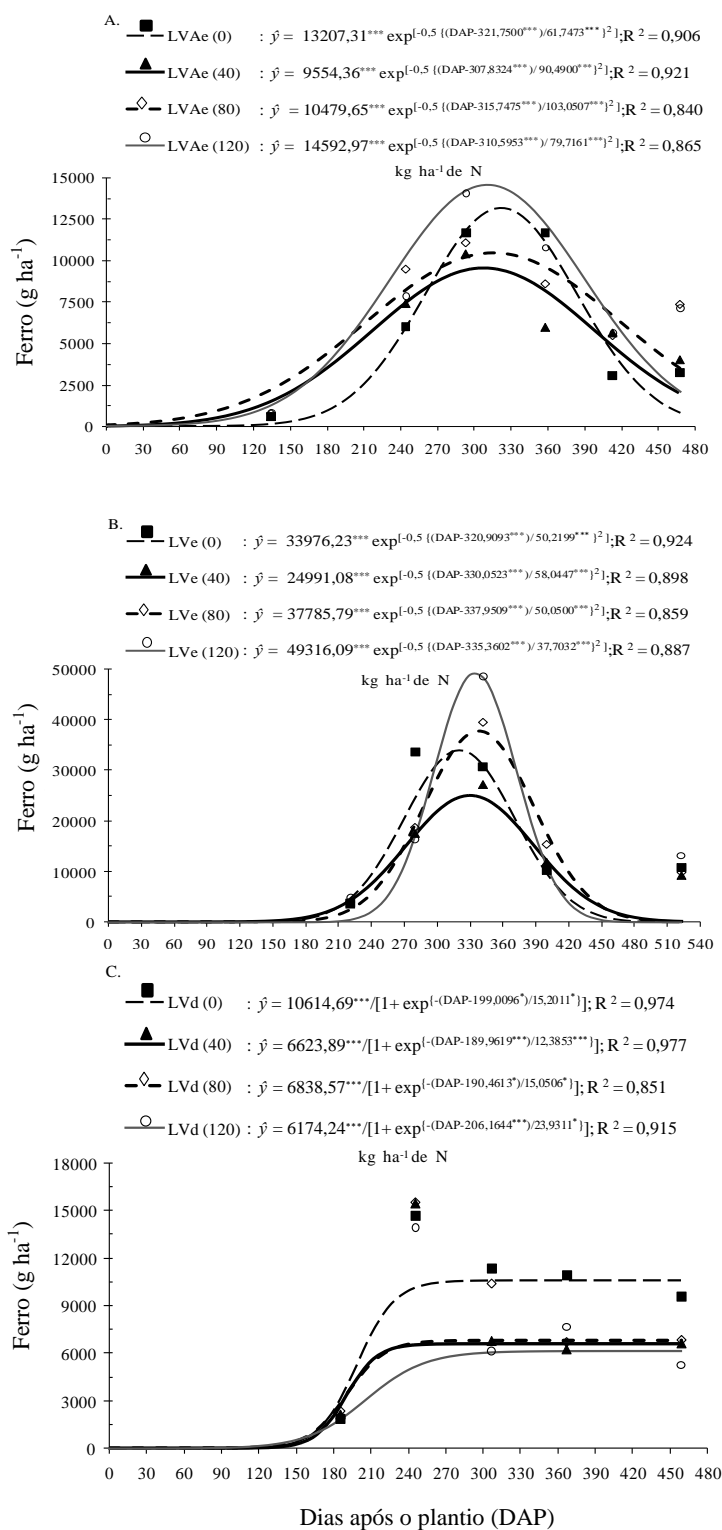 A.
LVAe (0) : ŷ = 13207,31*** exp[-0,5 {(DAP-321,7500***)/61,7473*** }2 ];R 2 = 0,906
LVAe (40) : ŷ = 9554,36*** exp[-0,5 {(DAP-307,8324***)/ 90,4900***}2 ];R 2 = 0,921
LVAe (80) : ŷ = 10479,65*** exp[-0,5 {(DAP-315,7475***)/103,0507***}2 ];R 2 = 0,840
LVAe (120) : ŷ = 14592,97*** exp[-0,5 {(DAP-310,5953***)/ 79,7161***}2 ];R 2 = 0,865
kg ha-1 de N
Ferro (g ha-1)
15000
12500
10000
7500
5000
2500
0
0 30 60 90 120 150 180 210 240 270 300 330 360 390 420 450 480
B.
LVe (0) : ŷ = 33976,23*** exp[-0,5 {(DAP-320,9093***)/ 50,2199*** }2 ];R 2 = 0,924
LVe (40) : ŷ = 24991,08*** exp[-0,5 {(DAP-330,0523***)/ 58,0447***}2 ];R 2 = 0,898
LVe (80) : ŷ = 37785,79*** exp[-0,5 {(DAP-337,9509***)/ 50,0500***}2 ];R 2 = 0,859
LVe (120) : ŷ = 49316,09*** exp[-0,5 {(DAP-335,3602***)/ 37,7032***}2 ];R 2 = 0,887
kg ha-1 de N
Ferro (g ha-1)
50000
40000
30000
20000
10000
0
0 30 60 90 120 150 180 210 240 270 300 330 360 390 420 450 480 510 540
C.
LVd (0) : ŷ = 10614,69***/[1+ exp{-(DAP-199,0096*)/15,2011*}]; R 2 = 0,974
LVd (40) : ŷ = 6623,89***/[1+ exp{-(DAP-189,9619***)/12,3853***}]; R 2 = 0,977
LVd (80) : ŷ = 6838,57***/[1+ exp{-(DAP-190,4613*)/15,0506*}]; R 2 = 0,851
LVd (120) : ŷ = 6174,24***/[1+ exp{-(DAP-206,1644***)/23,9311*}]; R 2 = 0,915
kg ha-1 de N
Ferro (g ha-1)
18000
15000
12000
9000
6000
3000
0
0 30 60 90 120 150 180 210 240 270 300 330 360 390 420 450 480
Dias após o plantio (DAP)